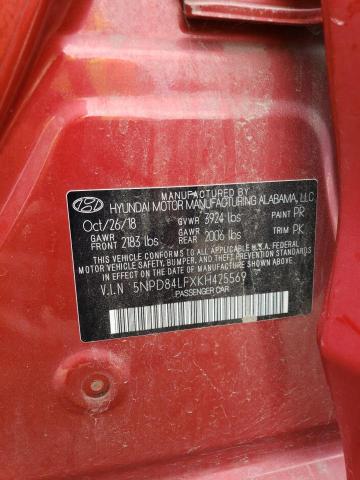 MANUFACTURED BY
HYUNDAI MOTOR MANUFACTURING ALABAMA, LLC
Oct/26/18 GVWR 3924 lbs PAINT PR
GAWR FRONT 2183 lbs GAWR REAR 2006 lbs TRIM PK
THIS VEHICLE CONFORMS TO ALL APPLICABLE U.S.A. FEDERAL
MOTOR VEHICLE SAFETY, BUMPER, AND THEFT PREVENTION STANDARDS
IN EFFECT ON THE DATE OF MANUFACTURE SHOWN ABOVE.
V.I.N 5NPD84LFXKH425569
PASSENGER CAR